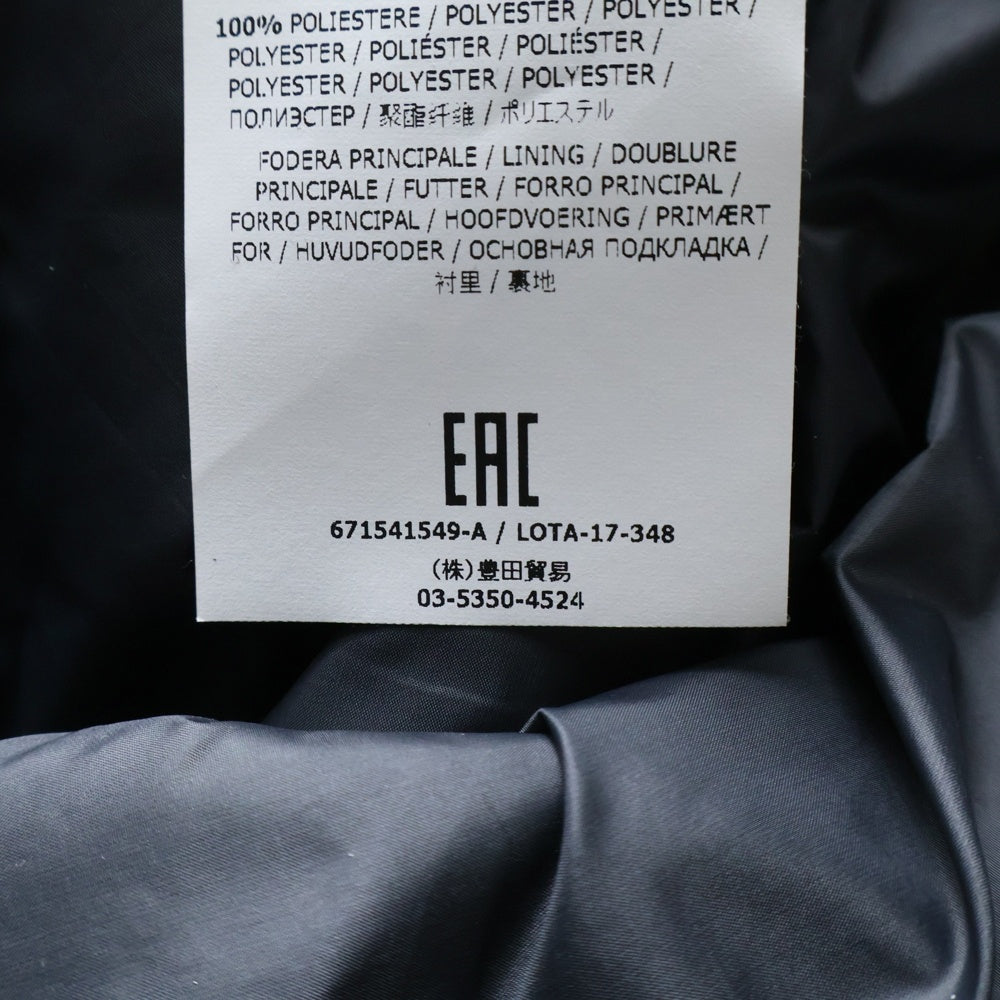 100% POLIESTERE / POLYESTER / POLYESTER /
POLYESTER / POLIÉSTER / POLIÉSTER /
POLYESTER / POLYESTER / POLYESTER /
ПОЛИЭСТЕР / 聚酯纤维 / ポリエステル
FODERA PRINCIPALE / LINING / DOUBLURE
PRINCIPALE / FUTTER / FORRO PRINCIPAL /
FORRO PRINCIPAL / HOOFDVOERING / PRIMÆRT
FOR / HUVUDFODER / ОСНОВНАЯ ПОДКЛАДКА /
衬里 / 裏地
EAC
671541549-A / LOTA-17-348
(株)豊田貿易
03-5350-4524